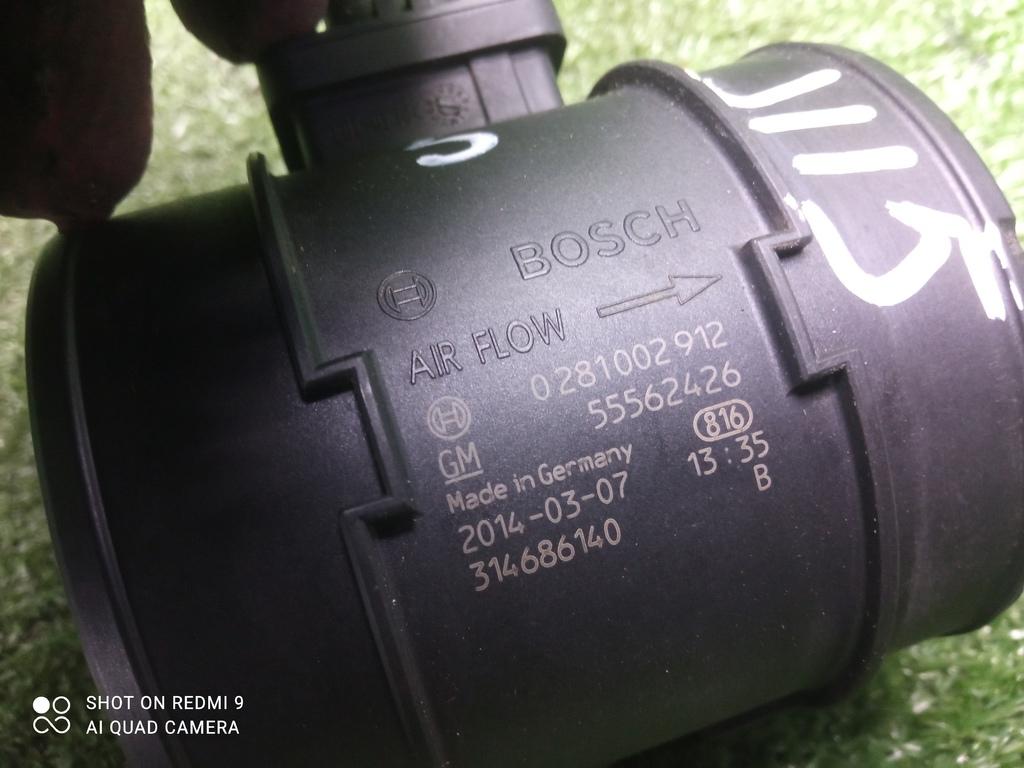 BOSCH
AIR FLOW
0 281 002 912
55562426
GM
816
Made in Germany
13:35
2014-03-07
B
314686140
SHOT ON REDMI 9
AI QUAD CAMERA